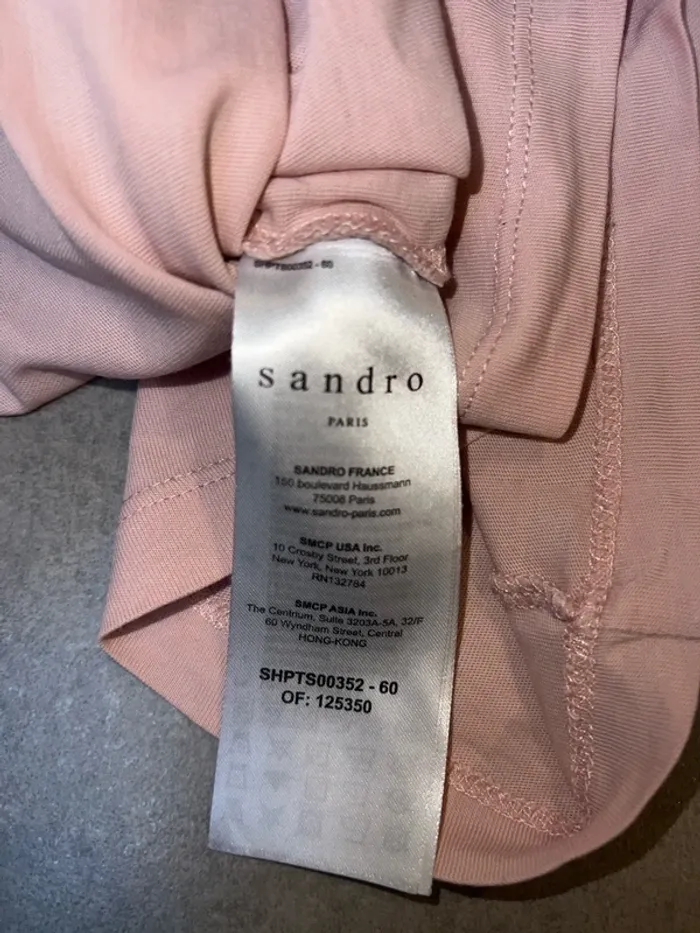 SHPTS00352 - 60
sandro
PARIS
SANDRO FRANCE
150 boulevard Haussmann
75008 Paris
www.sandro-paris.com
SMCP USA Inc.
10 Crosby Street, 3rd Floor
New York, New York 10013
RN132784
SMCP ASIA Inc.
The Centrium, Suite 3203A-5A, 32/F
60 Wyndham Street, Central
HONG-KONG
SHPTS00352 - 60
OF: 125350